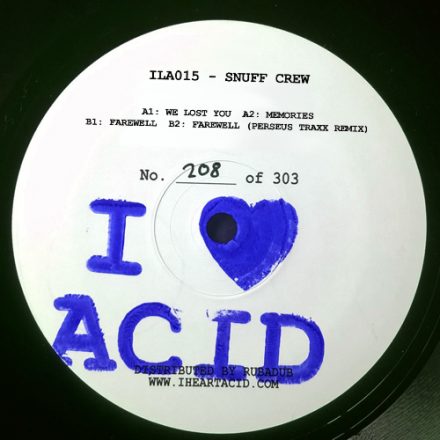 ILA015 - SNUFF CREW
A1: WE LOST YOU A2: MEMORIES
B1: FAREWELL B2: FAREWELL (PERSEUS TRAXX REMIX)
No. 208 of 303
I ♥
ACID
DISTRIBUTED BY RUBADUB
WWW.IHEARTACID.COM